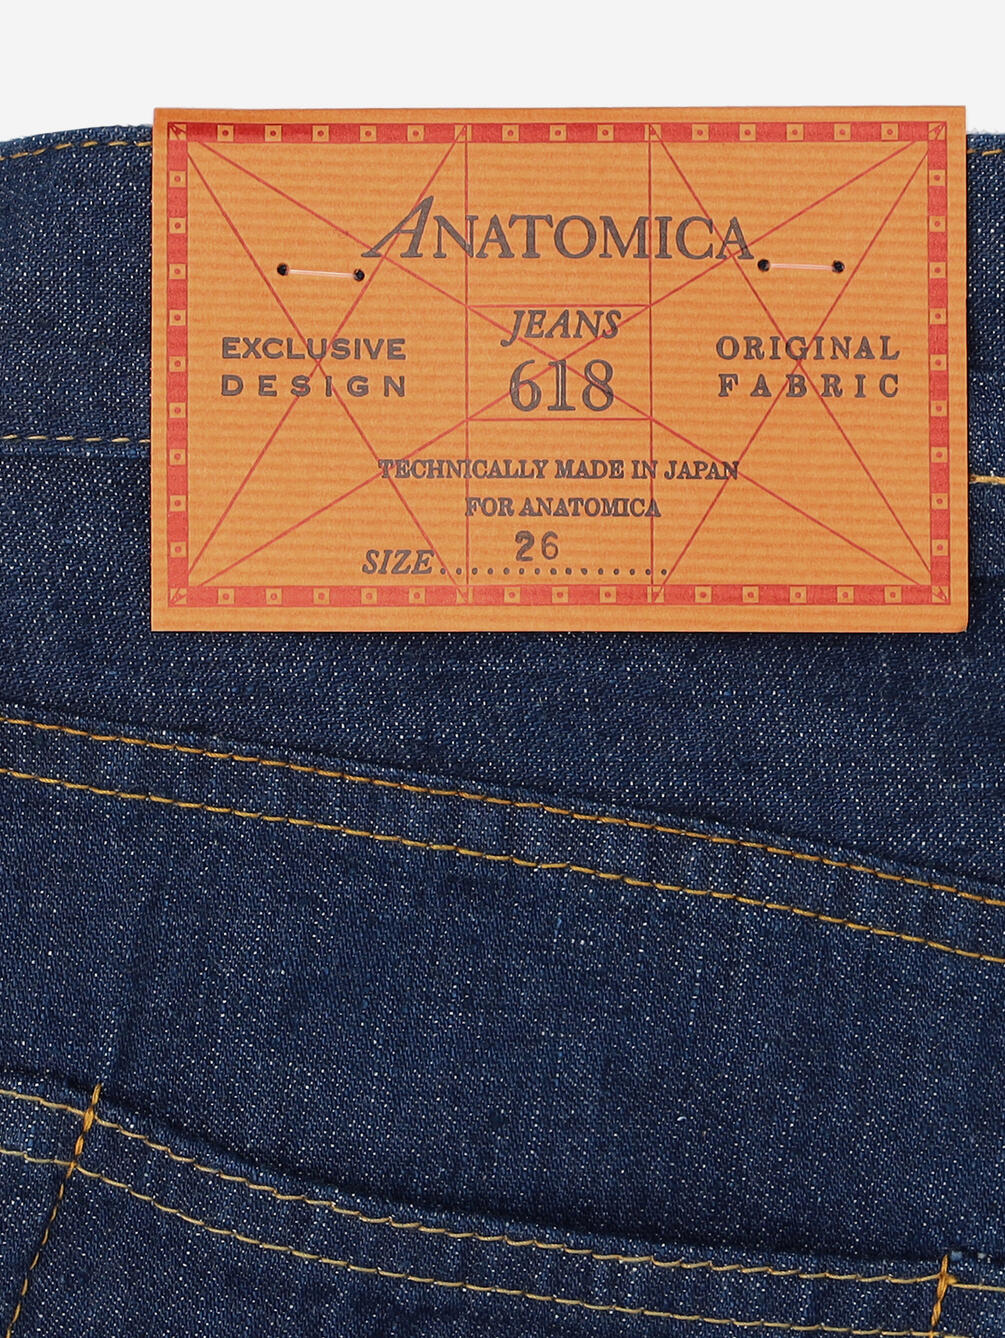 ANATOMICA
JEANS
618
EXCLUSIVE
DESIGN
ORIGINAL
FABRIC
TECHNICALLY MADE IN JAPAN
FOR ANATOMICA
SIZE..............
26